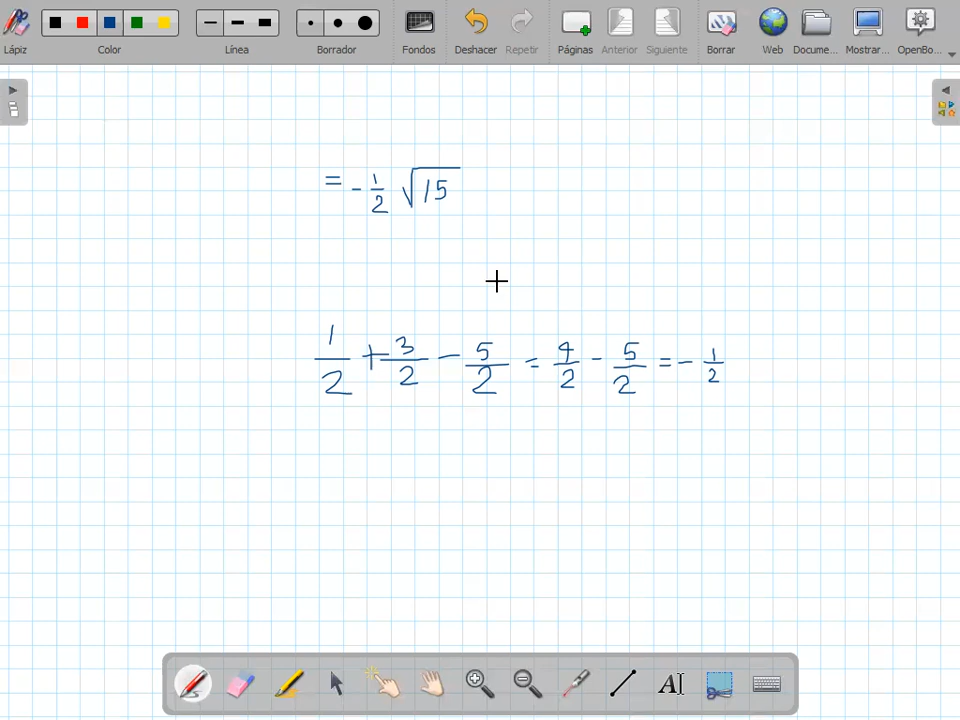 Lápiz Color Línea Borrador Fondos Deshacer Repetir Páginas Anterior Siguiente Borrar Web Docume... Mostrar... OpenBo...
= - 1/2 √15
1/2 + 3/2 - 5/2 = 4/2 - 5/2 = - 1/2
AI